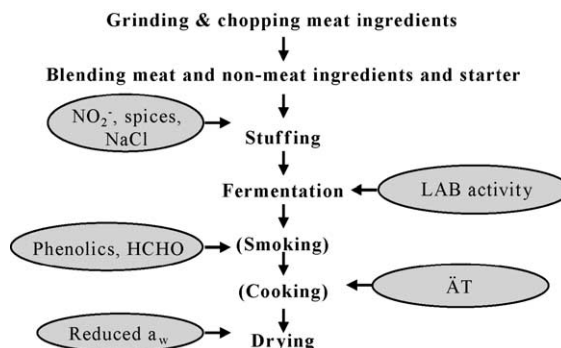 Grinding & chopping meat ingredients
Blending meat and non-meat ingredients and starter
NO₂⁻, spices,
NaCl
Stuffing
Fermentation
LAB activity
Phenolics, HCHO
(Smoking)
(Cooking)
ÄT
Reduced a_w
Drying